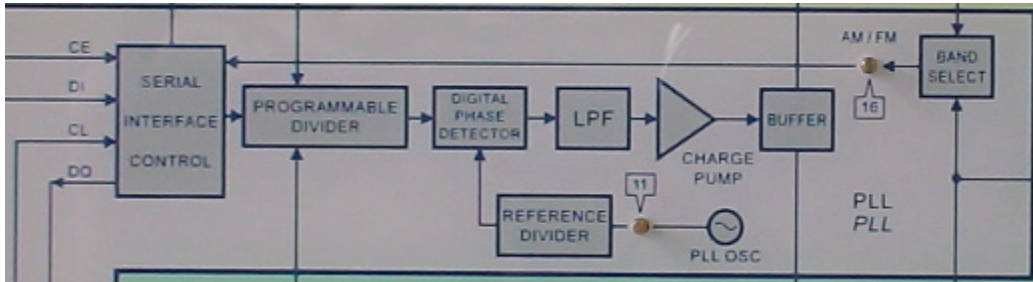 CE
DI
CL
DO
SERIAL
INTERFACE
CONTROL
PROGRAMMABLE
DIVIDER
DIGITAL
PHASE
DETECTOR
LPF
CHARGE
PUMP
BUFFER
AM / FM
16
BAND
SELECT
REFERENCE
DIVIDER
11
PLL OSC
PLL
PLL